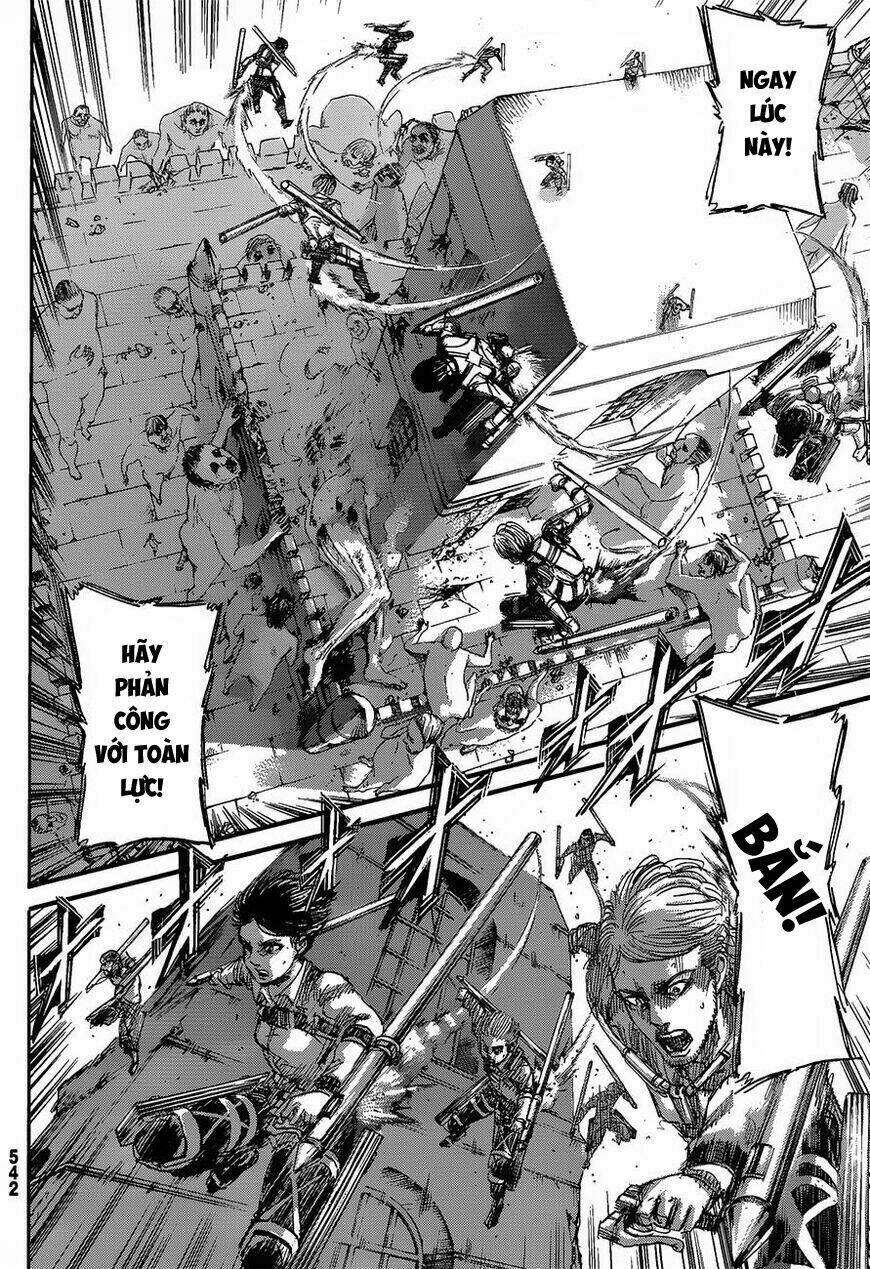 NGAY
LÚC
NÀY!
HÃY
PHẢN
CÔNG
VỚI TOÀN
LỰC!
BẮN!
542